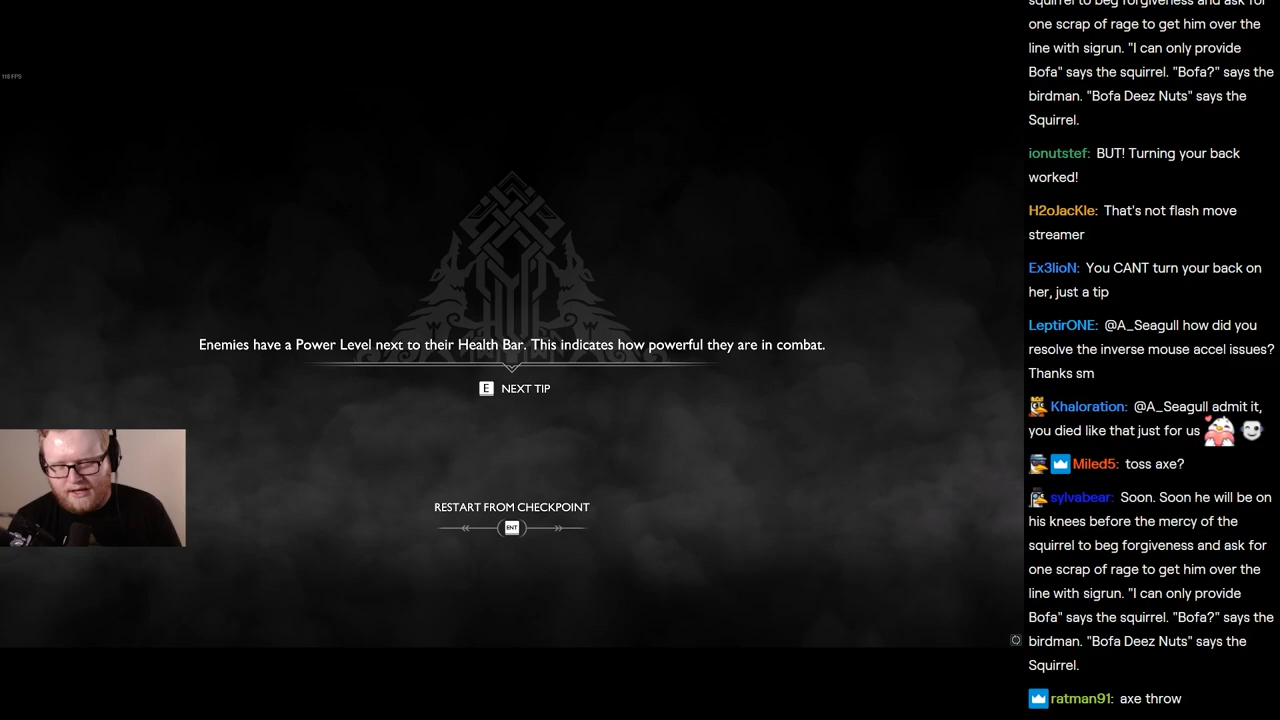 squirrel to beg forgiveness and ask for
one scrap of rage to get him over the
line with sigrun. "I can only provide
Bofa" says the squirrel. "Bofa?" says the
birdman. "Bofa Deez Nuts" says the
Squirrel.
ionutstef: BUT! Turning your back
worked!
H2oJacKIe: That's not flash move
streamer
Ex3lioN: You CANT turn your back on
her, just a tip
LeptirONE: @A_Seagull how did you
resolve the inverse mouse accel issues?
Thanks sm
Khaloration: @A_Seagull admit it,
you died like that just for us
Miled5: toss axe?
sylvabear: Soon. Soon he will be on
his knees before the mercy of the
squirrel to beg forgiveness and ask for
one scrap of rage to get him over the
line with sigrun. "I can only provide
Bofa" says the squirrel. "Bofa?" says the
birdman. "Bofa Deez Nuts" says the
Squirrel.
ratman91: axe throw
118 FPS
Enemies have a Power Level next to their Health Bar. This indicates how powerful they are in combat.
E NEXT TIP
RESTART FROM CHECKPOINT
ENT